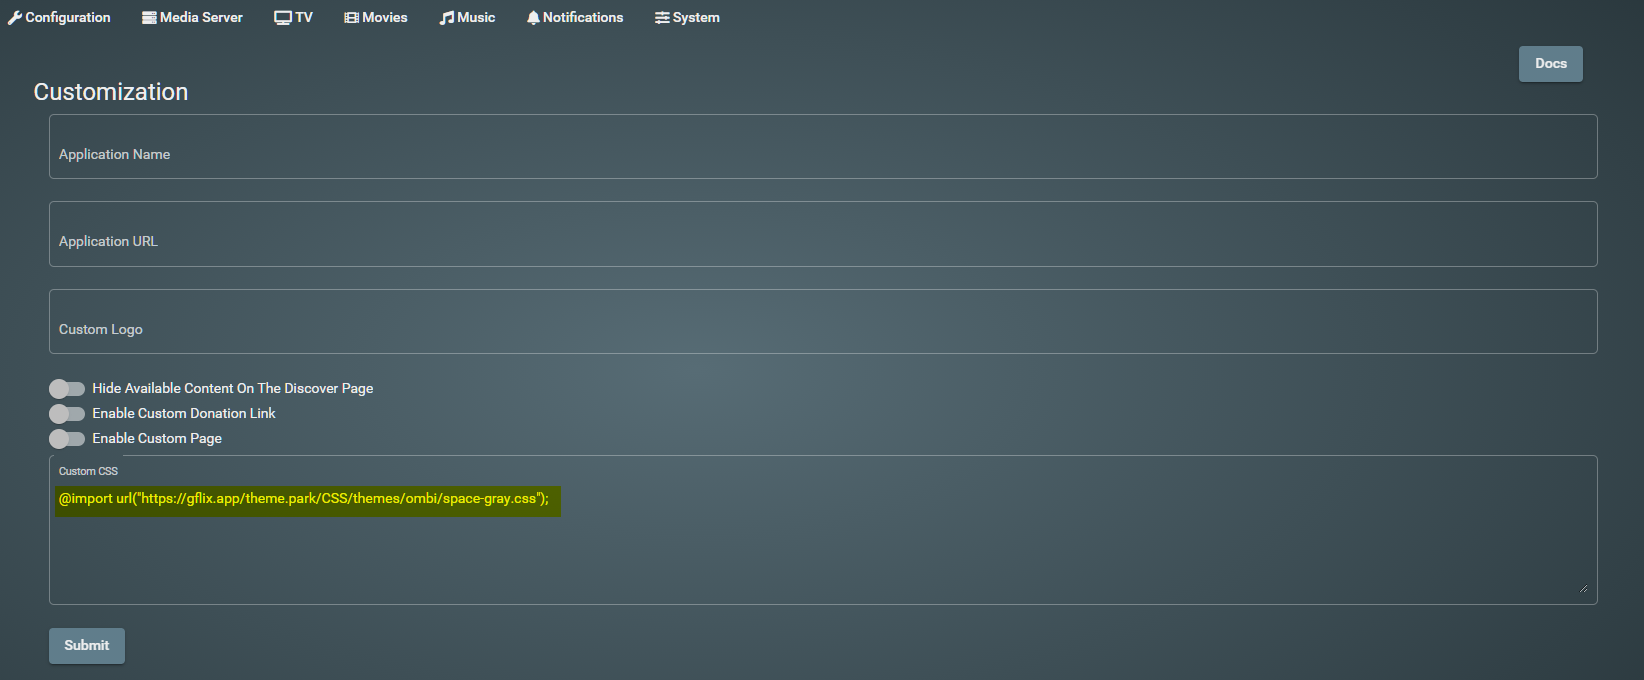 Configuration Media Server TV Movies Music Notifications System
Docs
Customization
Application Name
Application URL
Custom Logo
Hide Available Content On The Discover Page
Enable Custom Donation Link
Enable Custom Page
Custom CSS
@import url("https://gflix.app/theme.park/CSS/themes/ombi/space-gray.css");
Submit